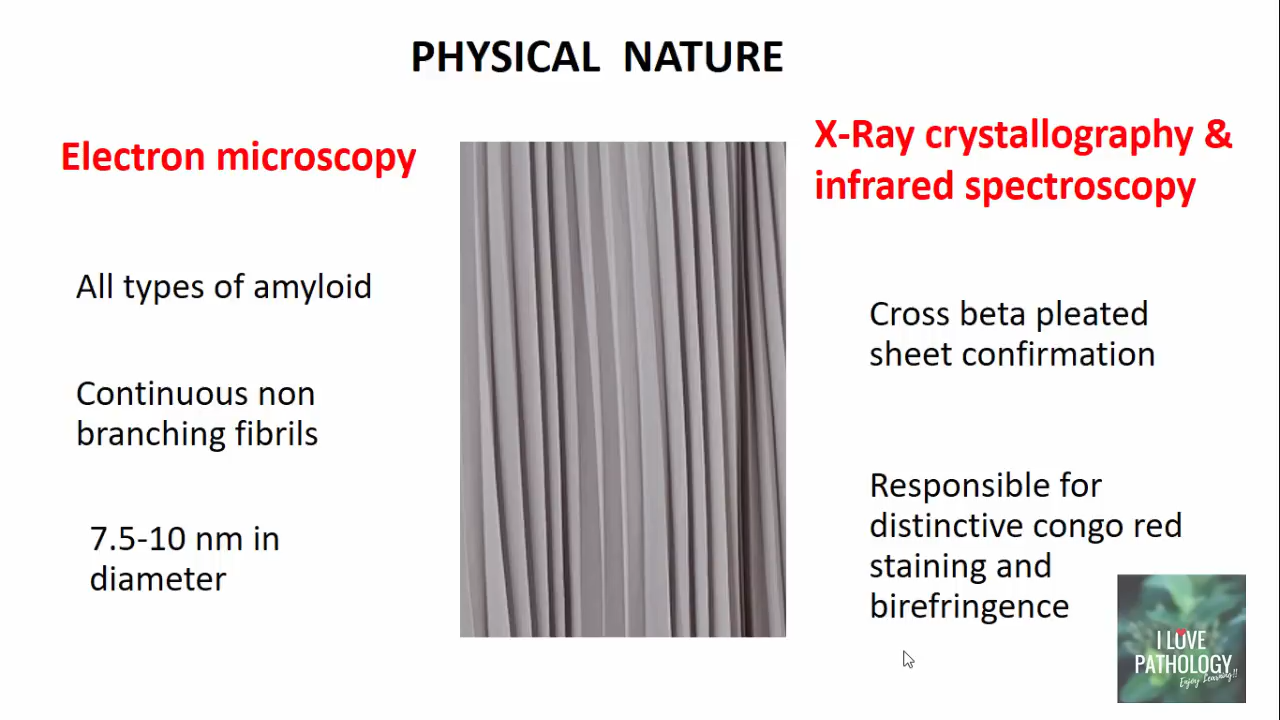 PHYSICAL NATURE
Electron microscopy
All types of amyloid
Continuous non
branching fibrils
7.5-10 nm in
diameter
X-Ray crystallography &
infrared spectroscopy
Cross beta pleated
sheet confirmation
Responsible for
distinctive congo red
staining and
birefringence
I LOVE
PATHOLOGY
Enjoy Learning!!